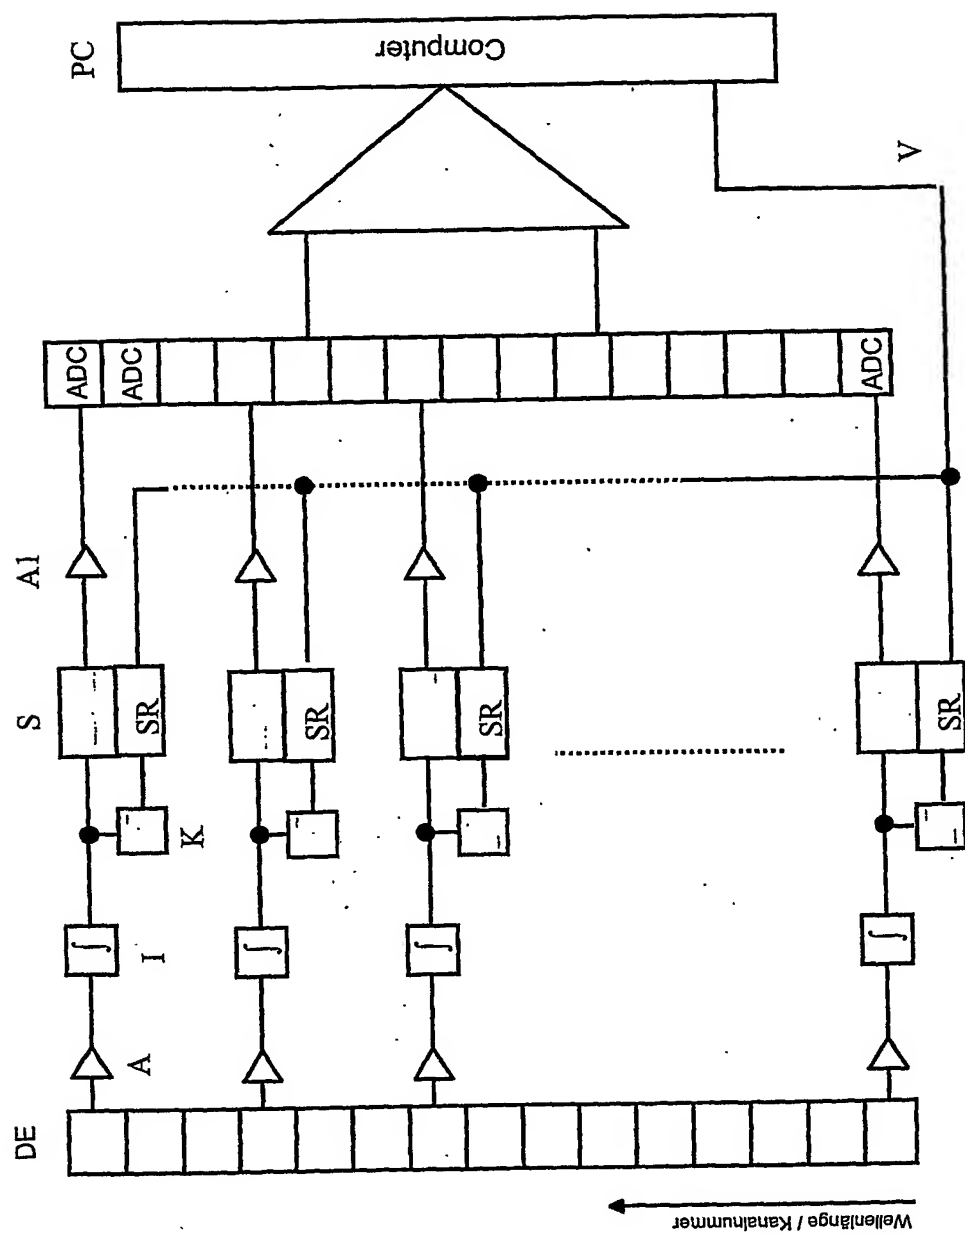 DE
A
I
K
S
A1
PC
V
SR
SR
SR
SR
ADC
ADC
ADC
Computer
Wellenlänge / Kanalnummer
∫
∫
∫
∫